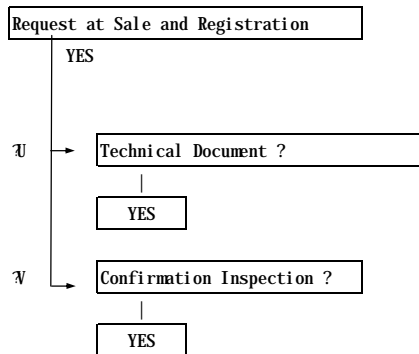 Request at Sale and Registration
YES
?U
Technical Document ?
YES
?V
Confirmation Inspection ?
YES